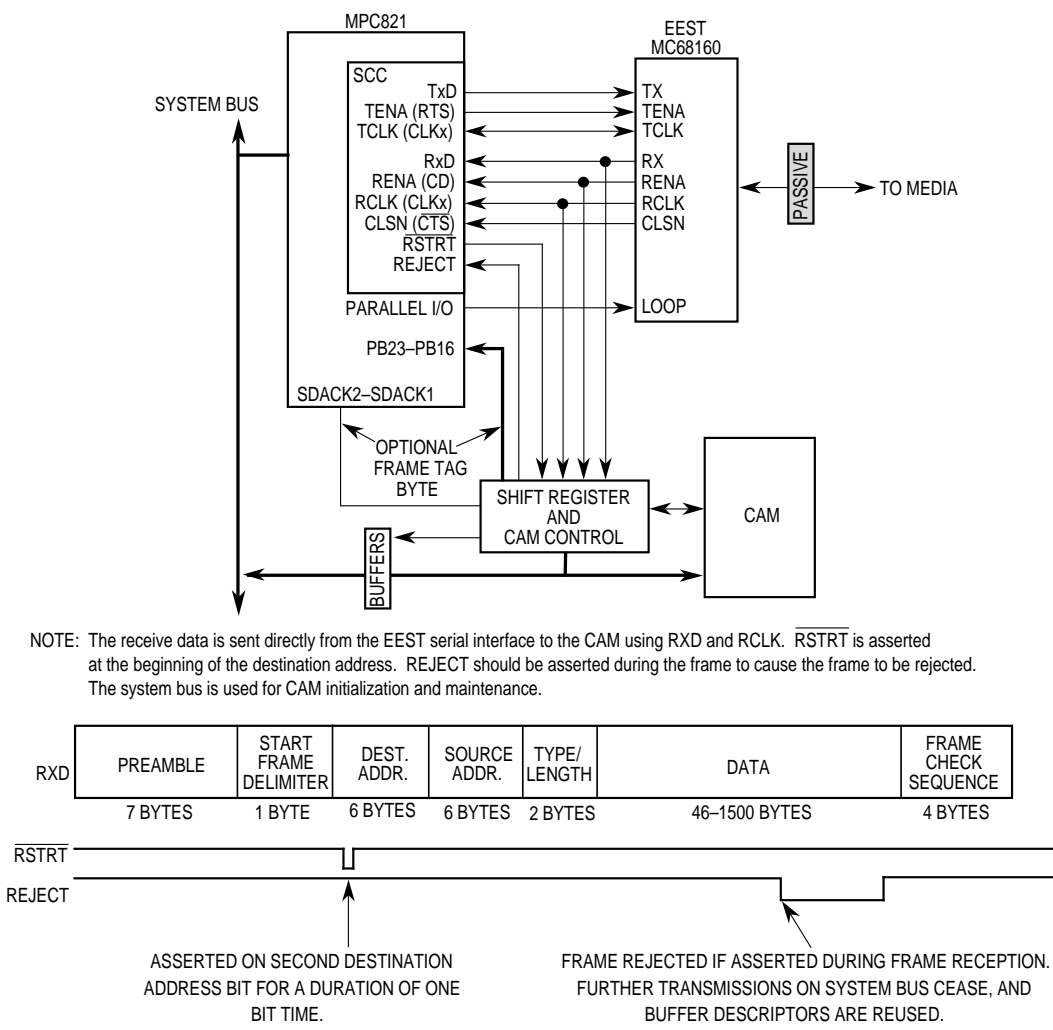 MPC821
EEST
MC68160
SCC
SYSTEM BUS
TxD
TENA (RTS)
TCLK (CLKx)
RxD
RENA (CD)
RCLK (CLKx)
CLSN (CTS)
RSTRT
REJECT
PARALLEL I/O
PB23–PB16
SDACK2–SDACK1
TX
TENA
TCLK
RX
RENA
RCLK
CLSN
LOOP
PASSIVE
TO MEDIA
OPTIONAL
FRAME TAG
BYTE
SHIFT REGISTER
AND
CAM CONTROL
CAM
BUFFERS
NOTE: The receive data is sent directly from the EEST serial interface to the CAM using RXD and RCLK. RSTRT is asserted
at the beginning of the destination address. REJECT should be asserted during the frame to cause the frame to be rejected.
The system bus is used for CAM initialization and maintenance.
RXD
PREAMBLE
START
FRAME
DELIMITER
DEST.
ADDR.
SOURCE
ADDR.
TYPE/
LENGTH
DATA
FRAME
CHECK
SEQUENCE
7 BYTES
1 BYTE
6 BYTES
6 BYTES
2 BYTES
46–1500 BYTES
4 BYTES
RSTRT
REJECT
ASSERTED ON SECOND DESTINATION
ADDRESS BIT FOR A DURATION OF ONE
BIT TIME.
FRAME REJECTED IF ASSERTED DURING FRAME RECEPTION.
FURTHER TRANSMISSIONS ON SYSTEM BUS CEASE, AND
BUFFER DESCRIPTORS ARE REUSED.